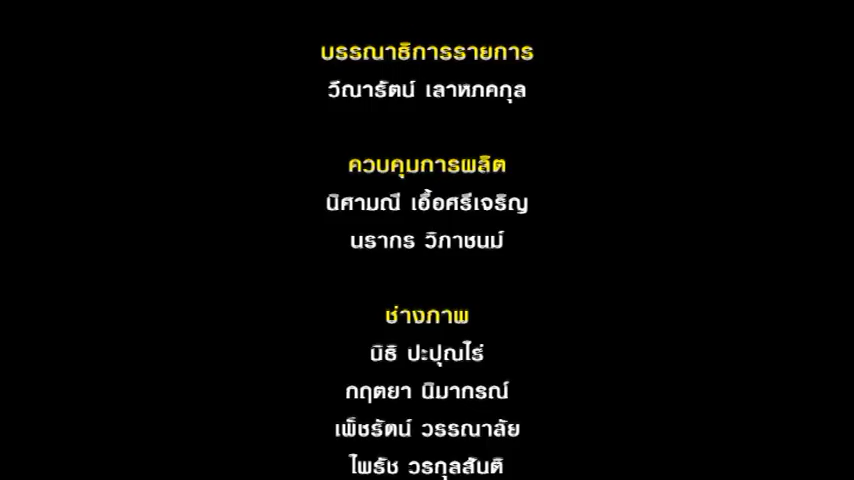 บรรณาธิการรายการ
วีณารัตน์ เลาหภคกุล
ควบคุมการผลิต
นิศามณี เอื้อศรีเจริญ
นรากร วิภาชนม์
ช่างภาพ
นิธิ ปะปุณไร่
กฤตยา นิมากรณ์
เพ็ชรัตน์ วรรณาลัย
ไพรัช วรกุลสันติ